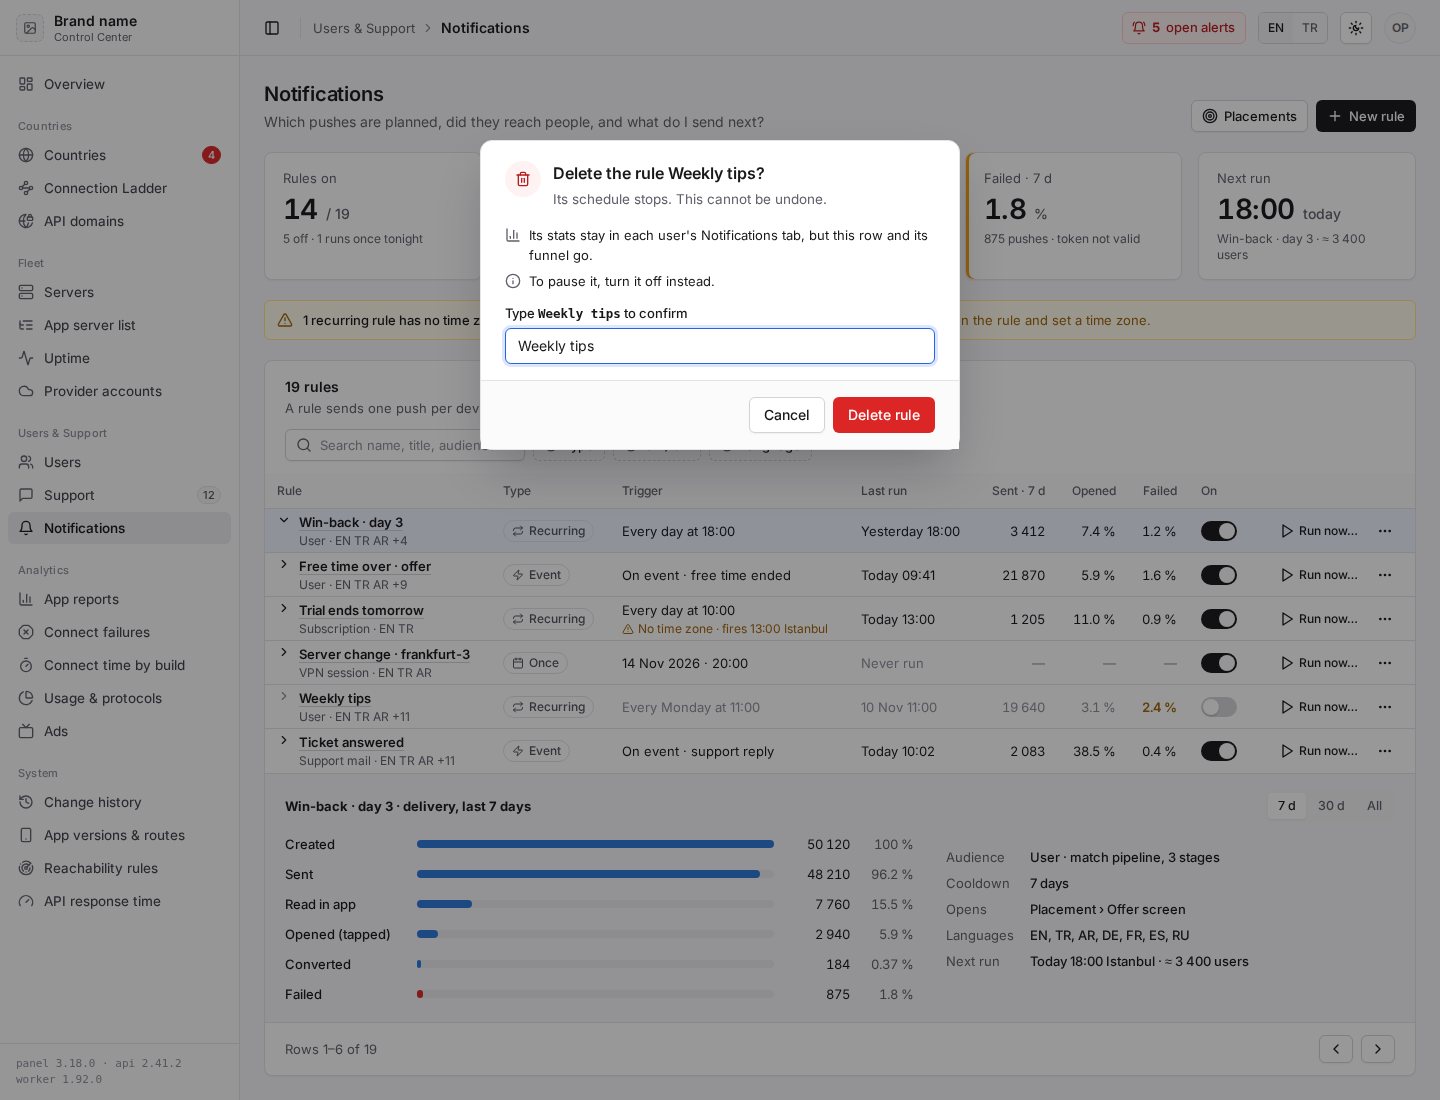 Brand name
Control Center
Users & Support
Notifications
5 open alerts
EN
TR
OP
Overview
Countries
Countries
4
Connection Ladder
API domains
Fleet
Servers
App server list
Uptime
Provider accounts
Users & Support
Users
Support
12
Notifications
Analytics
App reports
Connect failures
Connect time by build
Usage & protocols
Ads
System
Change history
App versions & routes
Reachability rules
API response time
panel 3.18.0 · api 2.41.2
worker 1.92.0
Notifications
Which pushes are planned, did they reach people, and what do I send next?
Placements
New rule
Rules on
14 / 19
5 off · 1 runs once tonight
Failed · 7 d
1.8 %
875 pushes · token not valid
Next run
18:00 today
Win-back · day 3 · ≈ 3 400
users
1 recurring rule has no time z
n the rule and set a time zone.
Delete the rule Weekly tips?
Its schedule stops. This cannot be undone.
Its stats stay in each user's Notifications tab, but this row and its
funnel go.
To pause it, turn it off instead.
Type Weekly tips to confirm
Weekly tips
Cancel
Delete rule
19 rules
A rule sends one push per dev
Search name, title, audien
Rule
Type
Trigger
Last run
Sent · 7 d
Opened
Failed
On
Win-back · day 3
User · EN TR AR +4
Recurring
Every day at 18:00
Yesterday 18:00
3 412
7.4 %
1.2 %
Run now...
Free time over · offer
User · EN TR AR +9
Event
On event · free time ended
Today 09:41
21 870
5.9 %
1.6 %
Run now...
Trial ends tomorrow
Subscription · EN TR
Recurring
Every day at 10:00
No time zone · fires 13:00 Istanbul
Today 13:00
1 205
11.0 %
0.9 %
Run now...
Server change · frankfurt-3
VPN session · EN TR AR
Once
14 Nov 2026 · 20:00
Never run
—
—
—
Run now...
Weekly tips
User · EN TR AR +11
Recurring
Every Monday at 11:00
10 Nov 11:00
19 640
3.1 %
2.4 %
Run now...
Ticket answered
Support mail · EN TR AR +11
Event
On event · support reply
Today 10:02
2 083
38.5 %
0.4 %
Run now...
Win-back · day 3 · delivery, last 7 days
7 d
30 d
All
Created
50 120
100 %
Sent
48 210
96.2 %
Read in app
7 760
15.5 %
Opened (tapped)
2 940
5.9 %
Converted
184
0.37 %
Failed
875
1.8 %
Audience
User · match pipeline, 3 stages
Cooldown
7 days
Opens
Placement › Offer screen
Languages
EN, TR, AR, DE, FR, ES, RU
Next run
Today 18:00 Istanbul · ≈ 3 400 users
Rows 1–6 of 19